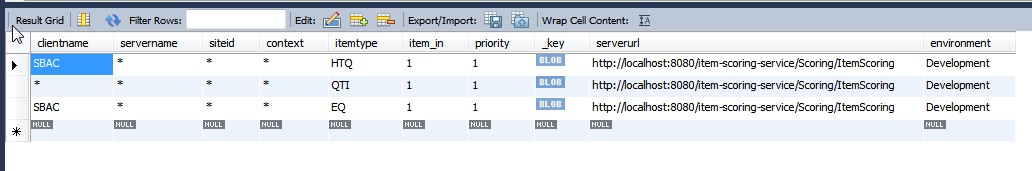 Result Grid Filter Rows: Edit: Export/Import: Wrap Cell Content: IA
clientname servername siteid context itemtype item_in priority _key serverurl environment
SBAC * * * HTQ 1 1 BLOB http://localhost:8080/item-scoring-service/Scoring/ItemScoring Development
* * * * QTI 1 1 BLOB http://localhost:8080/item-scoring-service/Scoring/ItemScoring Development
SBAC * * * EQ 1 1 BLOB http://localhost:8080/item-scoring-service/Scoring/ItemScoring Development
* NULL NULL NULL NULL NULL NULL NULL NULL NULL NULL